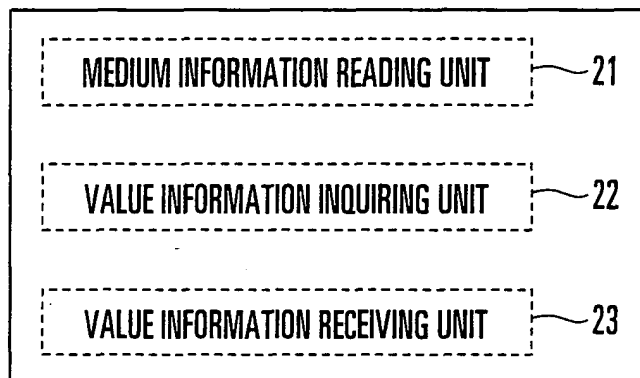 MEDIUM INFORMATION READING UNIT 21
VALUE INFORMATION INQUIRING UNIT 22
VALUE INFORMATION RECEIVING UNIT 23